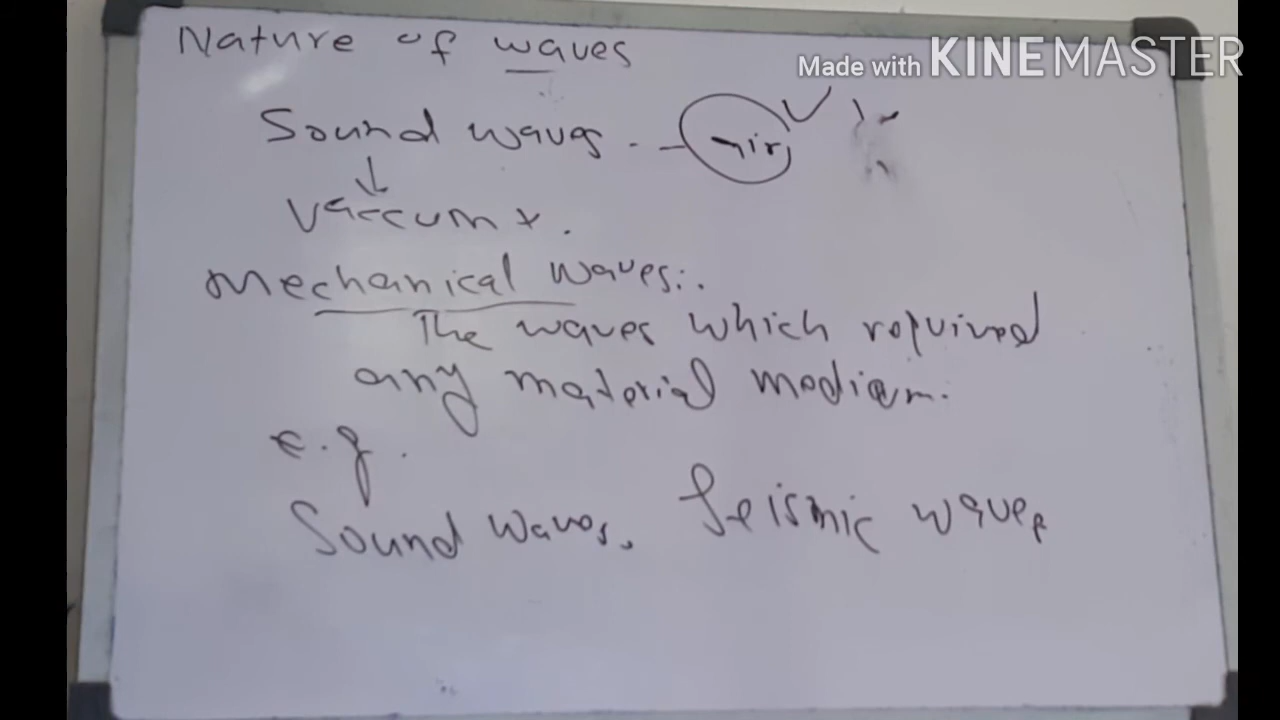 Nature of waves
Made with KINEMASTER
Sound waves. - air ✓
↓
Vaccum x.
Mechanical waves:.
The waves which required
any material medium.
e.g.
Sound waves, Seismic waves